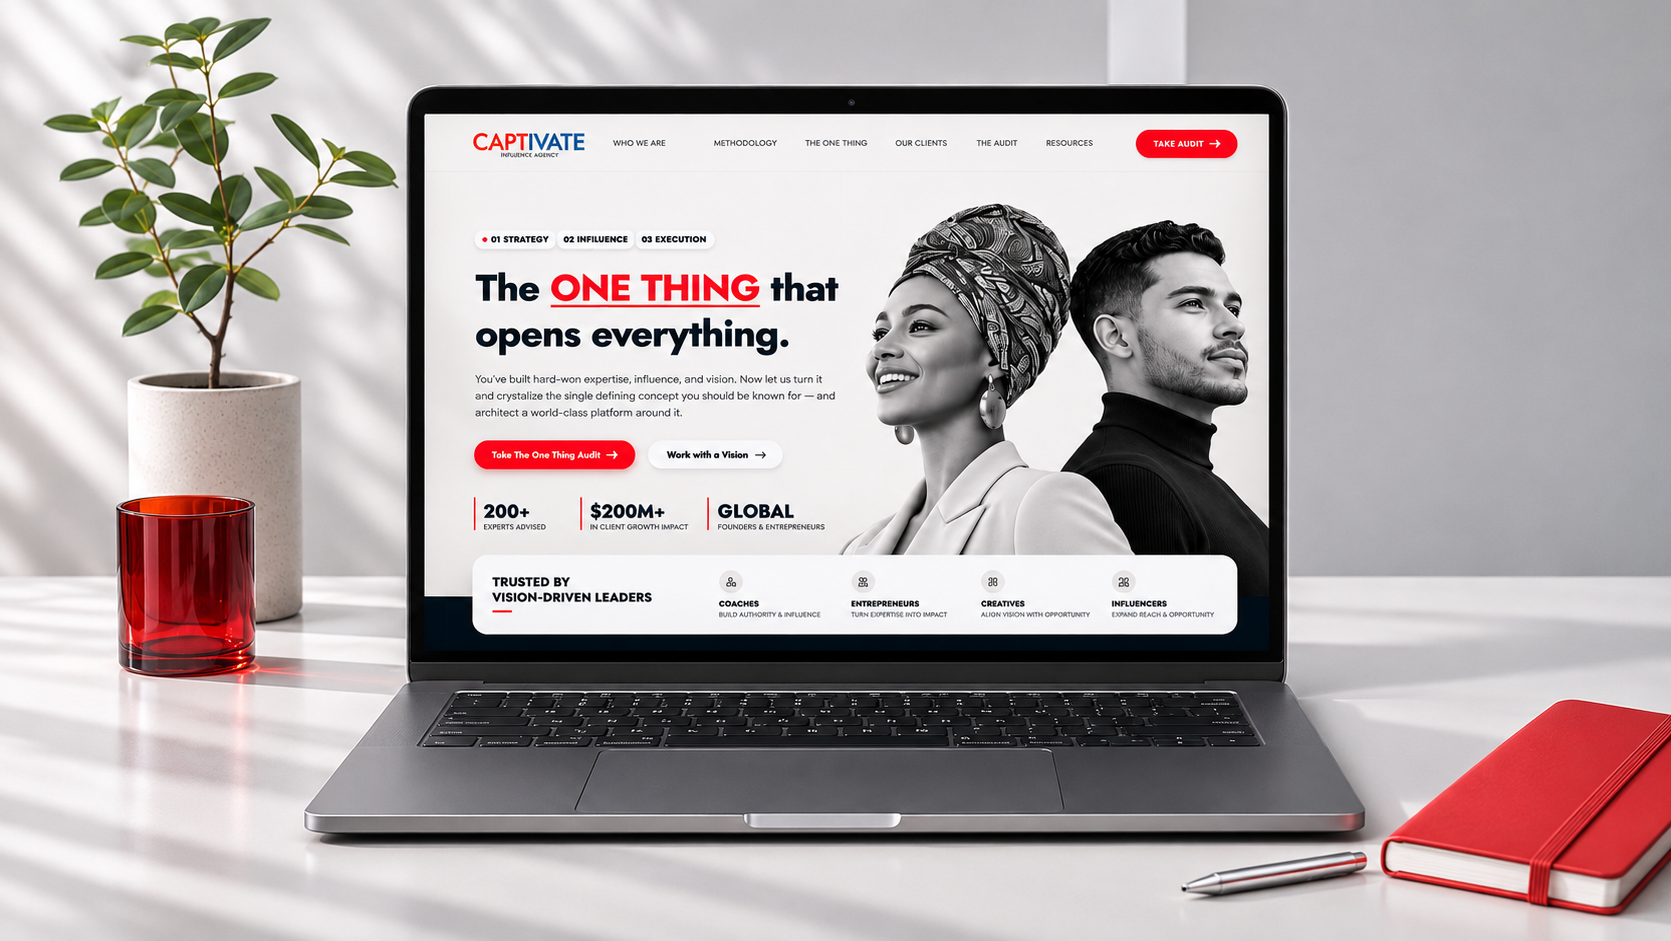 CAPTIVATE
INFLUENCE AGENCY
WHO WE ARE
METHODOLOGY
THE ONE THING
OUR CLIENTS
THE AUDIT
RESOURCES
TAKE AUDIT →
01 STRATEGY
02 INFILUENCE
03 EXECUTION
The ONE THING that
opens everything.
You've built hard-won expertise, influence, and vision. Now let us turn it
and crystalize the single defining concept you should be known for — and
architect a world-class platform around it.
Take The One Thing Audit →
Work with a Vision →
200+
EXPERTS ADVISED
$200M+
IN CLIENT GROWTH IMPACT
GLOBAL
FOUNDERS & ENTREPRENEURS
TRUSTED BY
VISION-DRIVEN LEADERS
COACHES
BUILD AUTHORITY & INFLUENCE
ENTREPRENEURS
TURN EXPERTISE INTO IMPACT
CREATIVES
ALIGN VISION WITH OPPORTUNITY
INFLUENCERS
EXPAND REACH & OPPORTUNITY